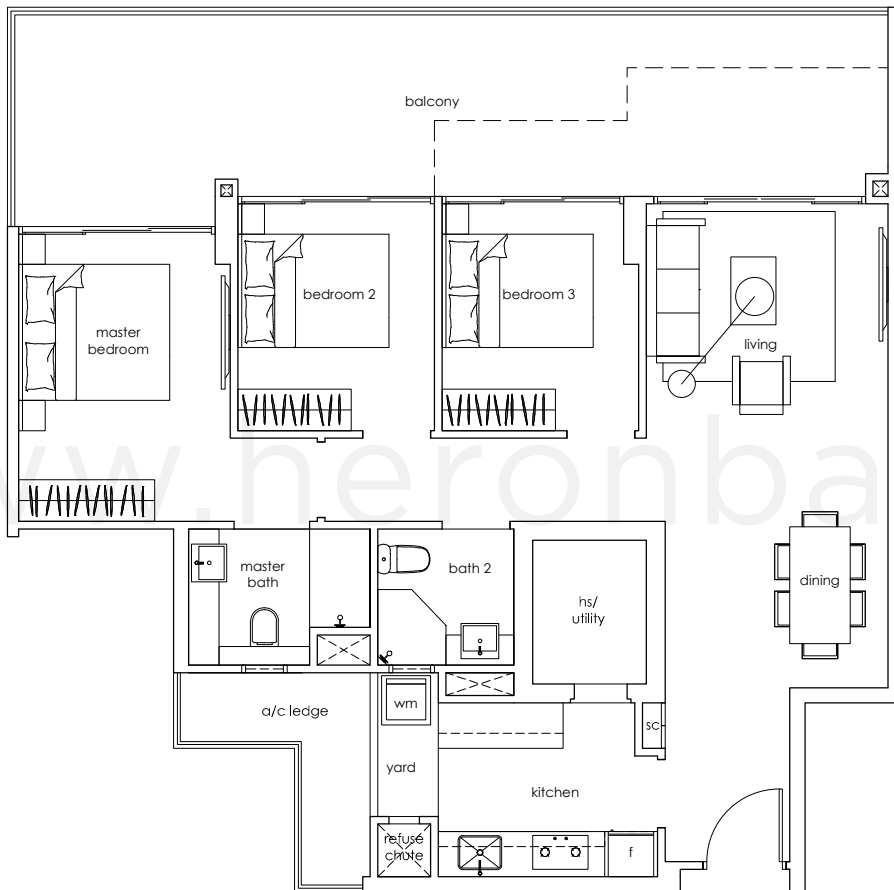 balcony
bedroom 2
bedroom 3
master
bedroom
living
www.heronba
master
bath
bath 2
hs/
utility
dining
a/c ledge
wm
sc
yard
kitchen
refuse
chute
f